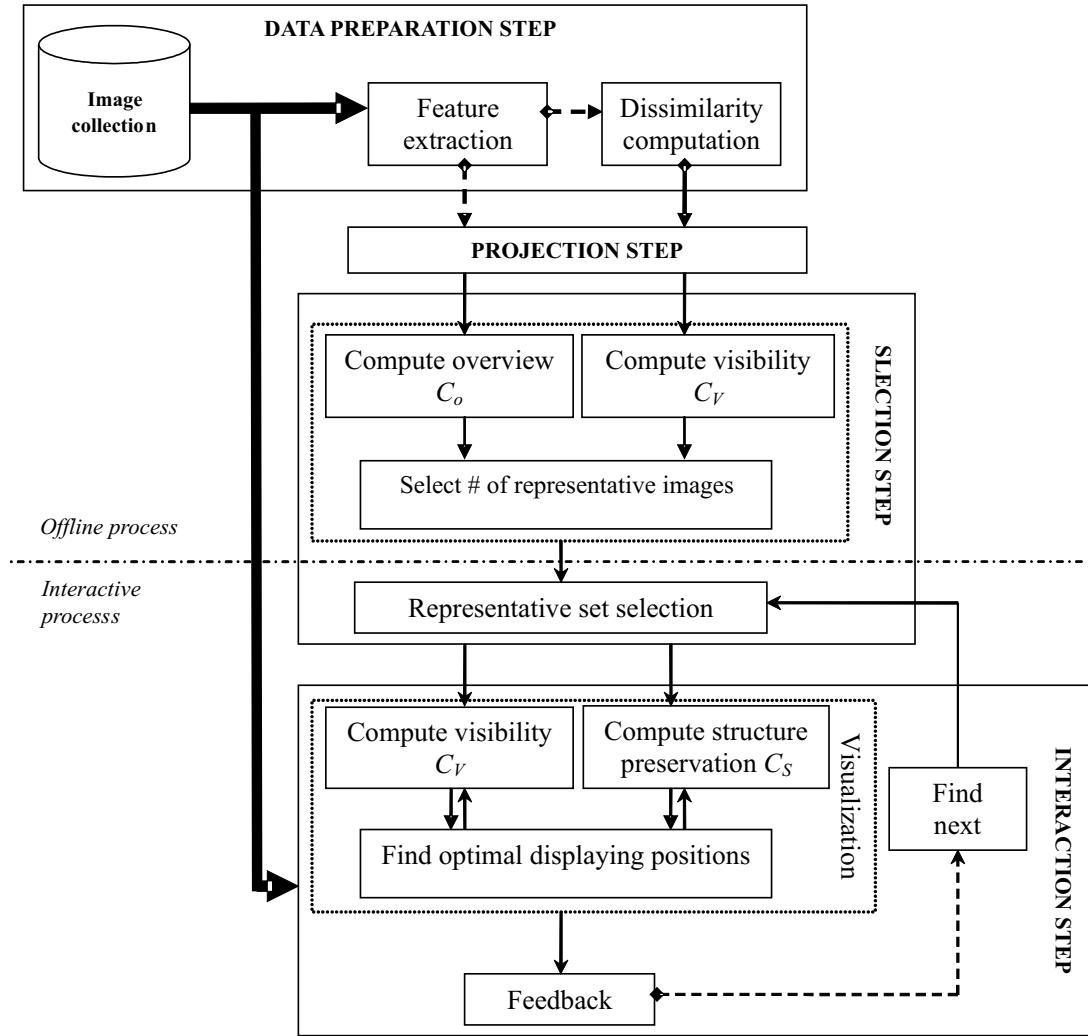 DATA PREPARATION STEP
Image
collection
Feature
extraction
Dissimilarity
computation
PROJECTION STEP
Compute overview
Co
Compute visibility
CV
Select # of representative images
SLECTION STEP
Offline process
Interactive
processs
Representative set selection
Compute visibility
CV
Compute structure
preservation CS
Find optimal displaying positions
Visualization
Find
next
INTERACTION STEP
Feedback